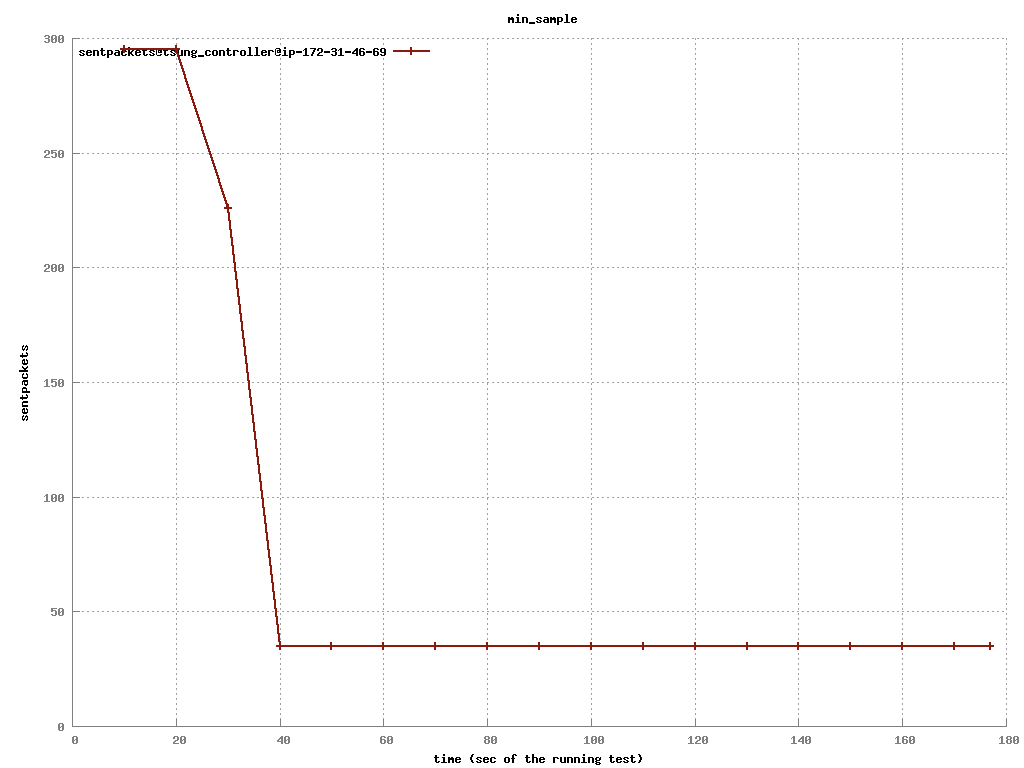 min_sample
300
sentpackets@tsung_controller@ip-172-31-46-69
250
200
150
100
50
0
sentpackets
0 20 40 60 80 100 120 140 160 180
time (sec of the running test)